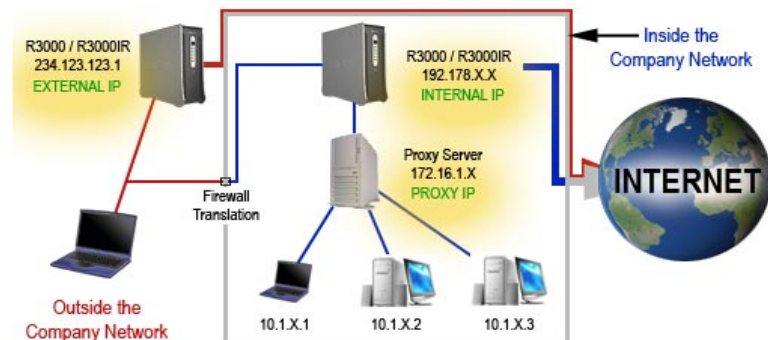 R3000 / R3000IR
234.123.123.1
EXTERNAL IP
R3000 / R3000IR
192.178.X.X
INTERNAL IP
Inside the
Company Network
Proxy Server
172.16.1.X
PROXY IP
INTERNET
Firewall
Translation
Outside the
Company Network
10.1.X.1
10.1.X.2
10.1.X.3